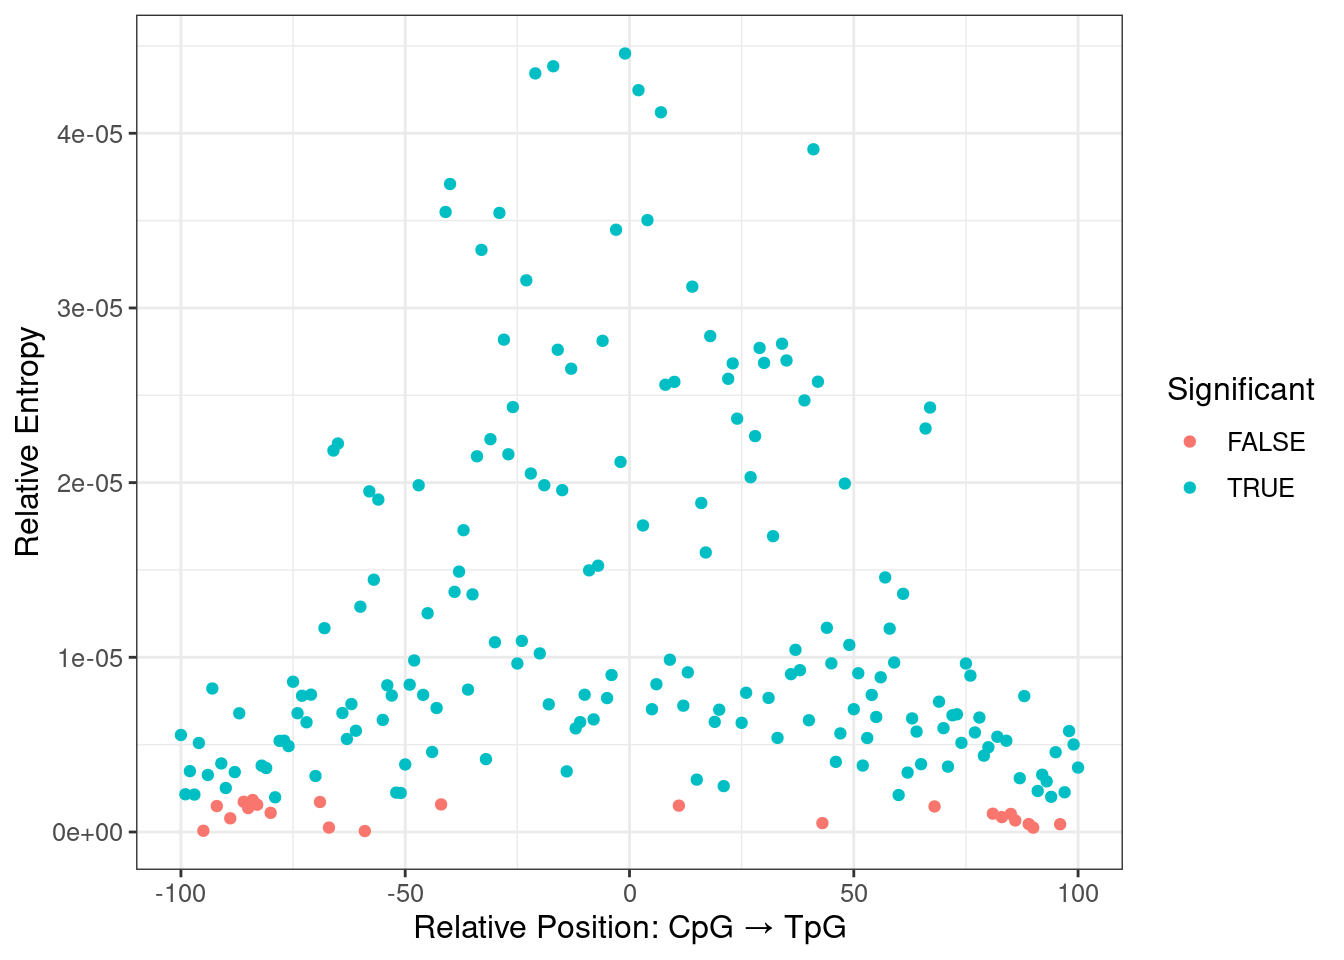 4e-05
3e-05
2e-05
1e-05
0e+00
-100 -50 0 50 100
Relative Entropy
Relative Position: CpG → TpG
Significant
FALSE
TRUE